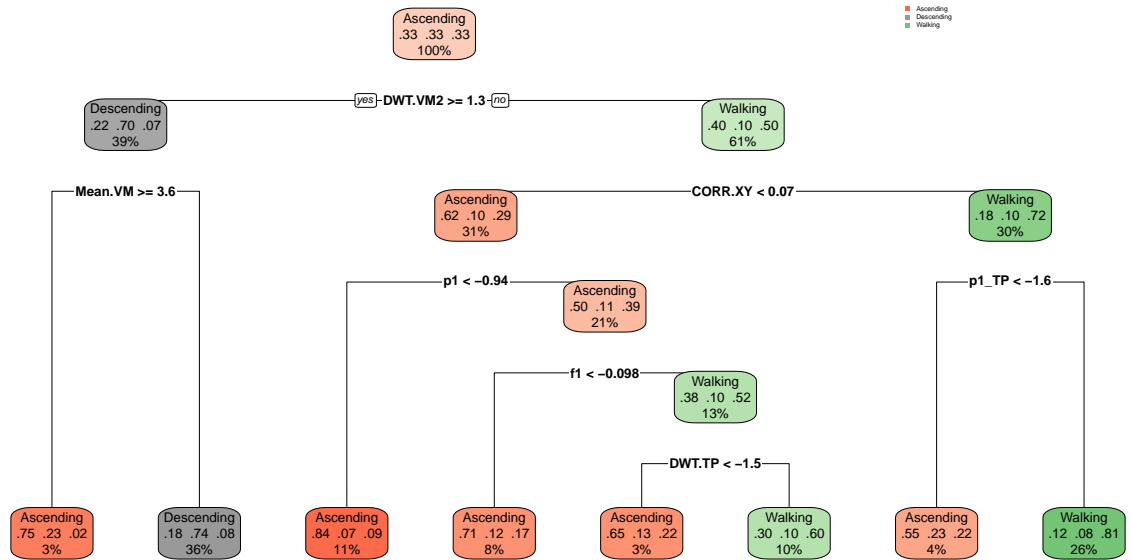 Ascending
.33 .33 .33
100%
Ascending
Descending
Walking
yes DWT.VM2 >= 1.3 no
Descending
.22 .70 .07
39%
Walking
.40 .10 .50
61%
Mean.VM >= 3.6
CORR.XY < 0.07
Ascending
.62 .10 .29
31%
Walking
.18 .10 .72
30%
p1 < −0.94
Ascending
.50 .11 .39
21%
p1_TP < −1.6
f1 < −0.098
Walking
.38 .10 .52
13%
DWT.TP < −1.5
Ascending
.75 .23 .02
3%
Descending
.18 .74 .08
36%
Ascending
.84 .07 .09
11%
Ascending
.71 .12 .17
8%
Ascending
.65 .13 .22
3%
Walking
.30 .10 .60
10%
Ascending
.55 .23 .22
4%
Walking
.12 .08 .81
26%